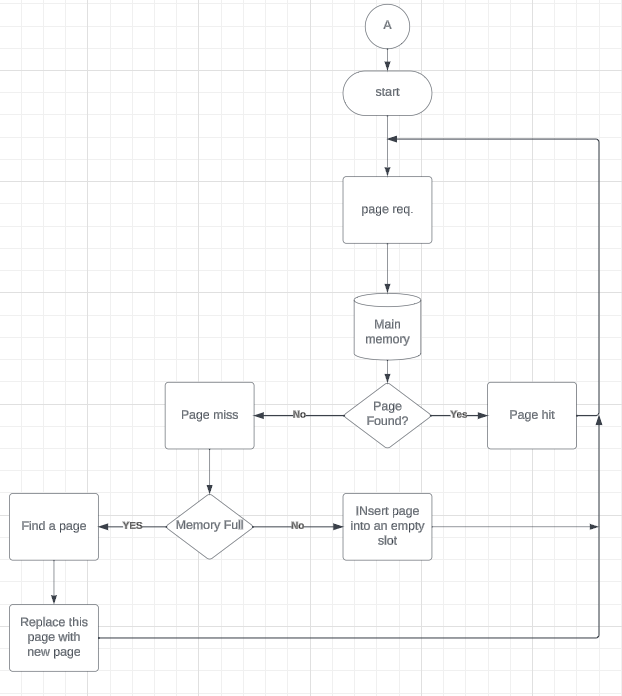 A
start
page req.
Main
memory
Page
Found?
No
Yes
Page miss
Page hit
Find a page
YES
Memory Full
No
INsert page
into an empty
slot
Replace this
page with
new page